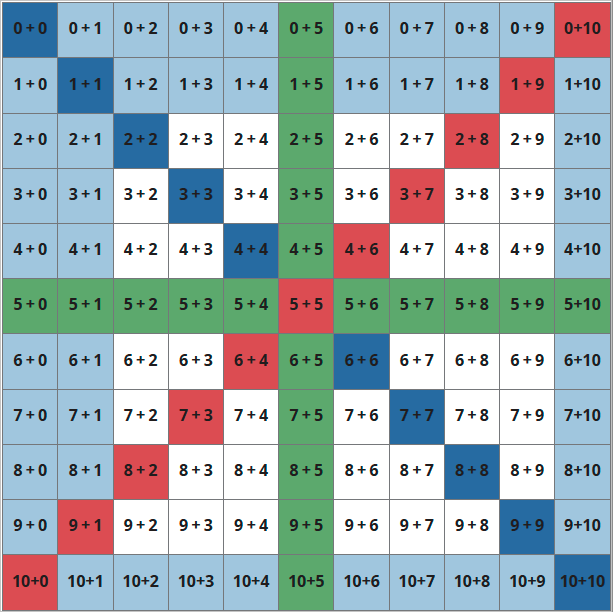 0 + 0 0 + 1 0 + 2 0 + 3 0 + 4 0 + 5 0 + 6 0 + 7 0 + 8 0 + 9 0+10
1 + 0 1 + 1 1 + 2 1 + 3 1 + 4 1 + 5 1 + 6 1 + 7 1 + 8 1 + 9 1+10
2 + 0 2 + 1 2 + 2 2 + 3 2 + 4 2 + 5 2 + 6 2 + 7 2 + 8 2 + 9 2+10
3 + 0 3 + 1 3 + 2 3 + 3 3 + 4 3 + 5 3 + 6 3 + 7 3 + 8 3 + 9 3+10
4 + 0 4 + 1 4 + 2 4 + 3 4 + 4 4 + 5 4 + 6 4 + 7 4 + 8 4 + 9 4+10
5 + 0 5 + 1 5 + 2 5 + 3 5 + 4 5 + 5 5 + 6 5 + 7 5 + 8 5 + 9 5+10
6 + 0 6 + 1 6 + 2 6 + 3 6 + 4 6 + 5 6 + 6 6 + 7 6 + 8 6 + 9 6+10
7 + 0 7 + 1 7 + 2 7 + 3 7 + 4 7 + 5 7 + 6 7 + 7 7 + 8 7 + 9 7+10
8 + 0 8 + 1 8 + 2 8 + 3 8 + 4 8 + 5 8 + 6 8 + 7 8 + 8 8 + 9 8+10
9 + 0 9 + 1 9 + 2 9 + 3 9 + 4 9 + 5 9 + 6 9 + 7 9 + 8 9 + 9 9+10
10+0 10+1 10+2 10+3 10+4 10+5 10+6 10+7 10+8 10+9 10+10